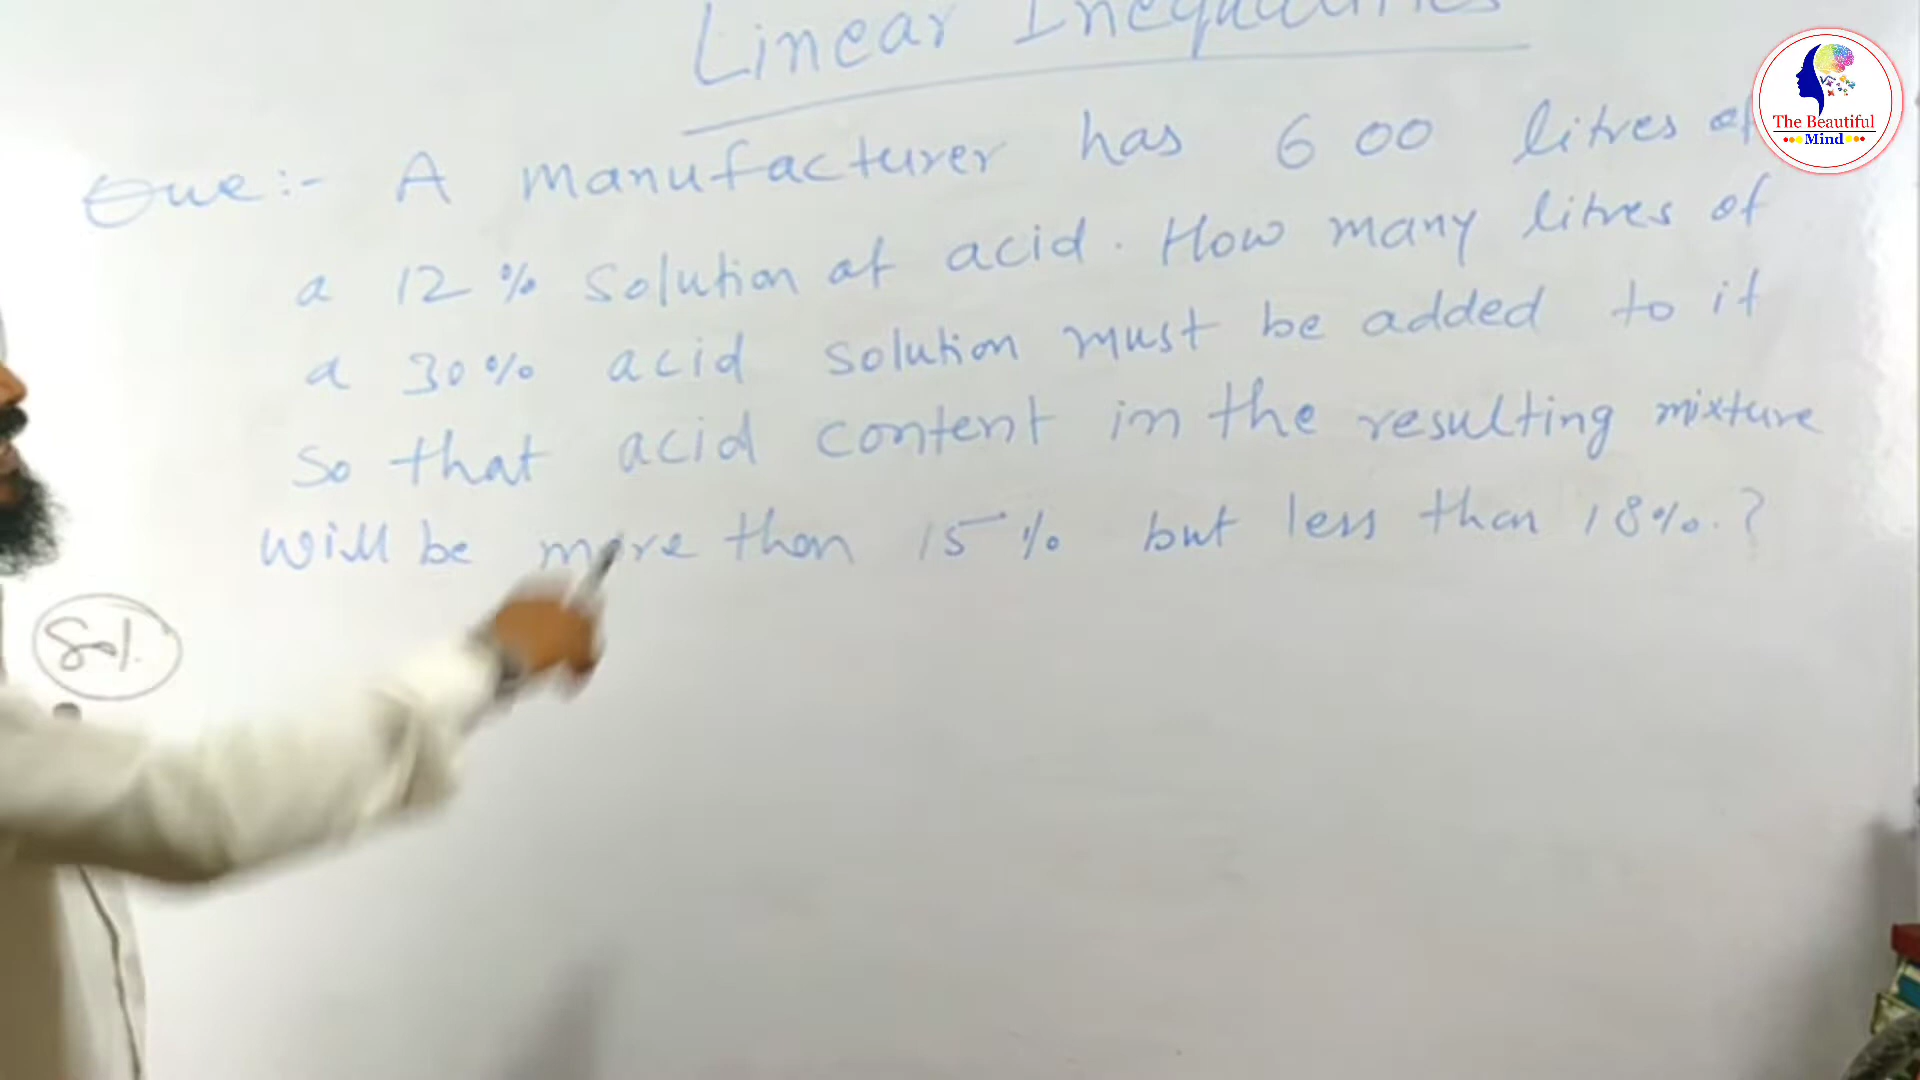 Linear Inequalities
Que:- A manufacturer has 600 litres of
a 12% solution of acid. How many litres of
a 30% acid solution must be added to it
so that acid content in the resulting mixture
will be more than 15% but less than 18%.?
Sol.
The Beautiful
Mind